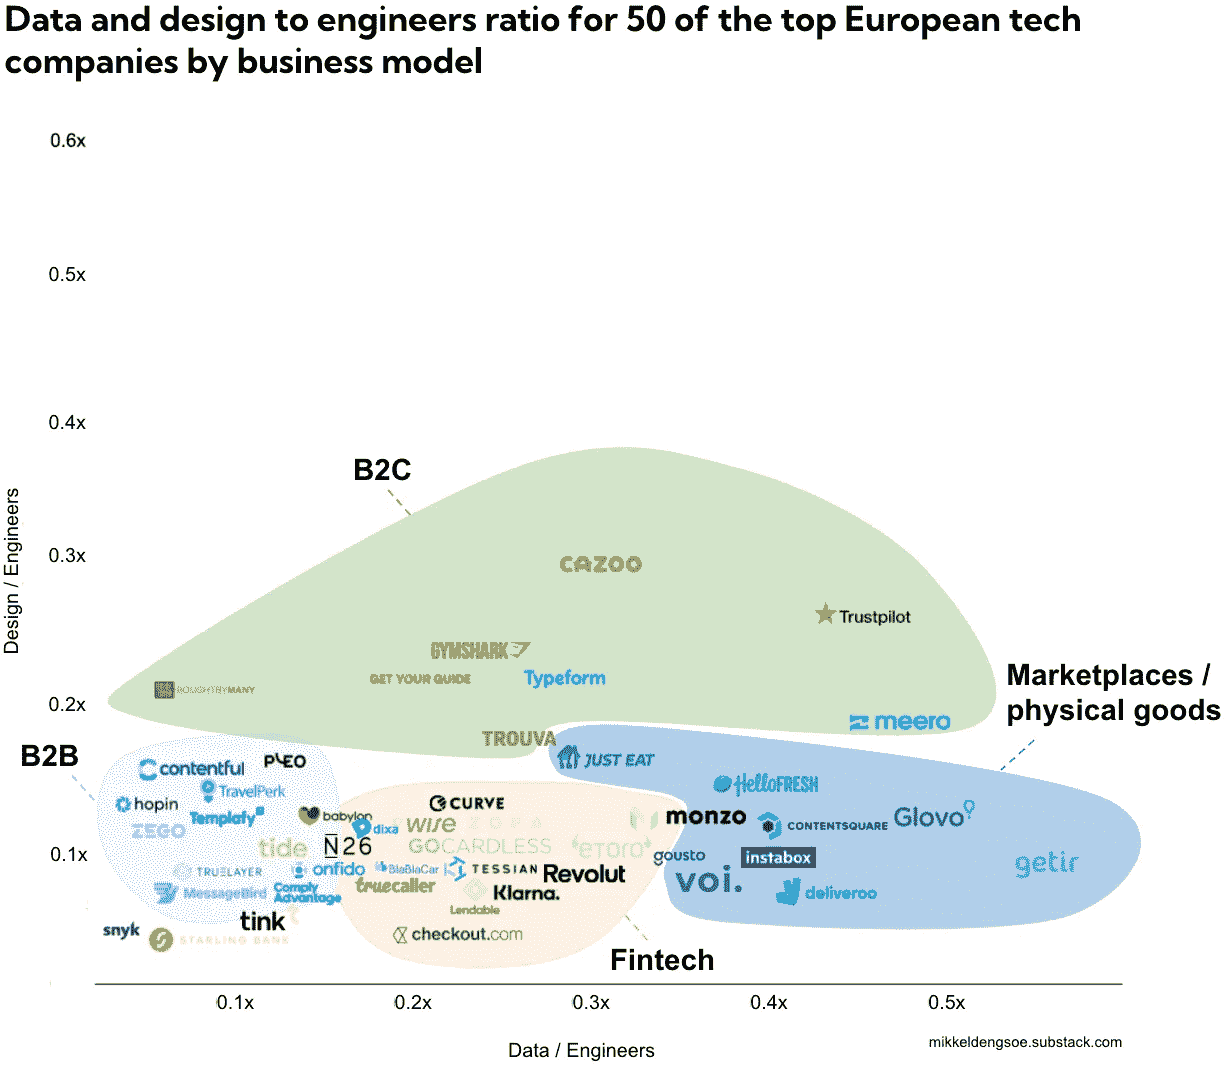 Data and design to engineers ratio for 50 of the top European tech
companies by business model
0.6x
0.5x
0.4x
B2C
0.3x
CAZOO
Design / Engineers
Trustpilot
GYMSHARK
GET YOUR GUIDE
Typeform
BOUGHTBYMANY
Marketplaces /
physical goods
0.2x
meero
TROUVA
B2B
JUST EAT
contentful
PLEO
TravelPerk
HelloFRESH
hopin
CURVE
Templafy
babylon
monzo
Glovo
ZEGO
dixa
WISE
ZOPA
CONTENTSQUARE
tide
N26
GOCARDLESS
eToro
0.1x
gousto
instabox
getir
TRUELAYER
onfido
BlaBlaCar
TESSIAN
Revolut
voi.
MessageBird
Comply
Advantage
truecaller
Klarna.
deliveroo
Lendable
tink
snyk
STARLING BANK
checkout.com
Fintech
0.1x
0.2x
0.3x
0.4x
0.5x
Data / Engineers
mikkeldengsoe.substack.com